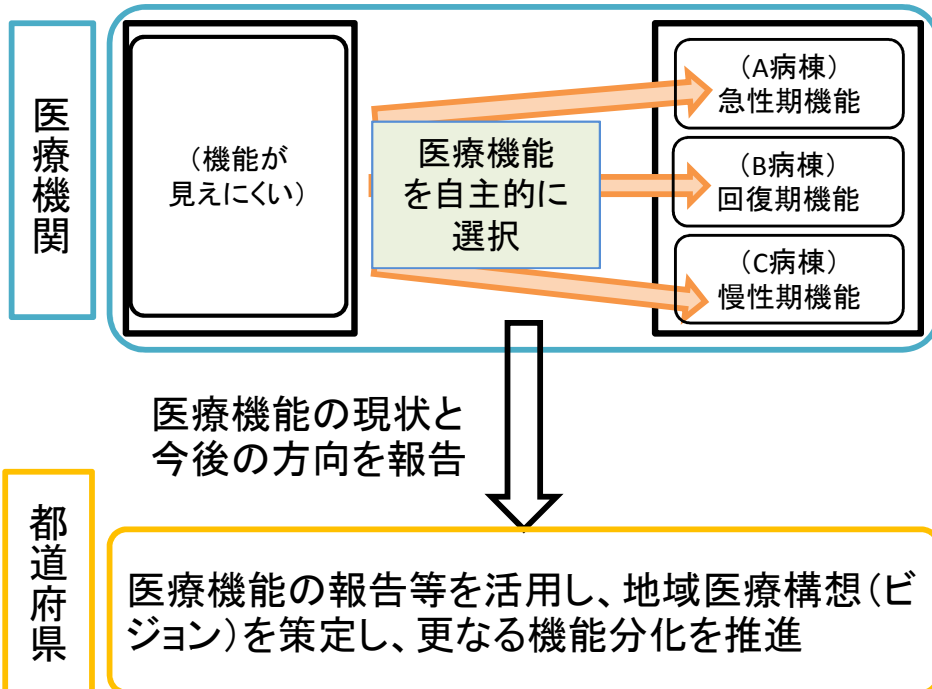 医療機関
（機能が
見えにくい）
医療機能
を自主的に
選択
（A病棟）
急性期機能
（B病棟）
回復期機能
（C病棟）
慢性期機能
医療機能の現状と
今後の方向を報告
都道府県
医療機能の報告等を活用し、地域医療構想（ビ
ジョン）を策定し、更なる機能分化を推進